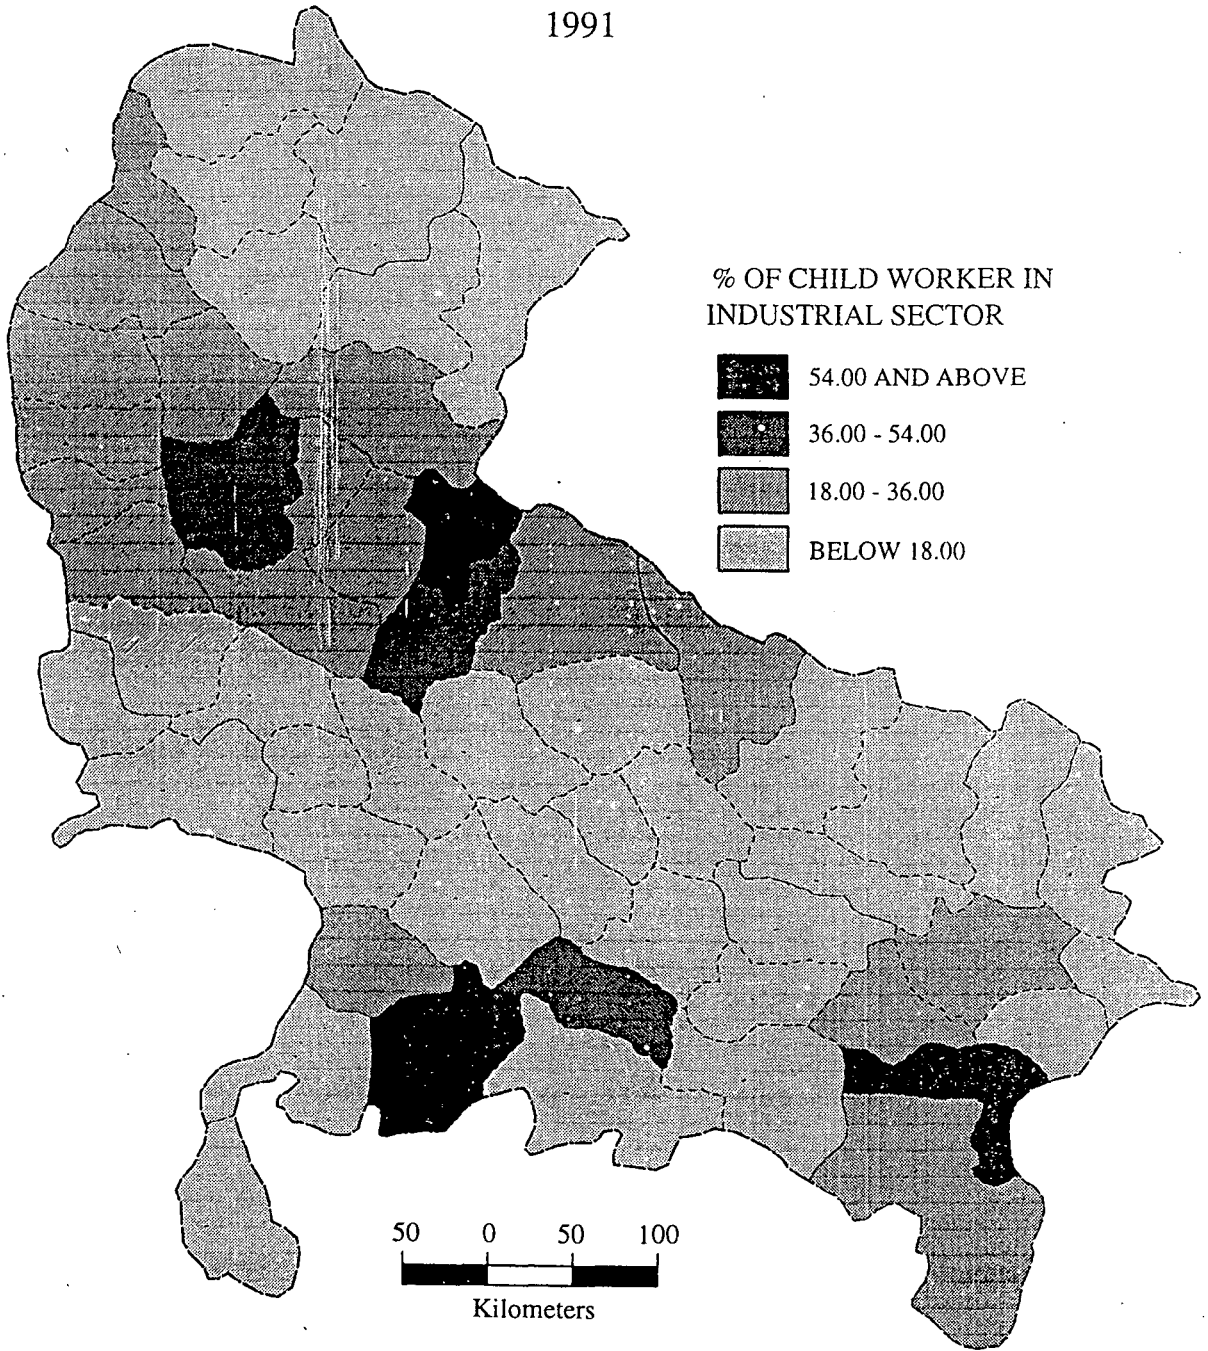 1991
% OF CHILD WORKER IN
INDUSTRIAL SECTOR
54.00 AND ABOVE
36.00 - 54.00
18.00 - 36.00
BELOW 18.00
50 0 50 100
Kilometers